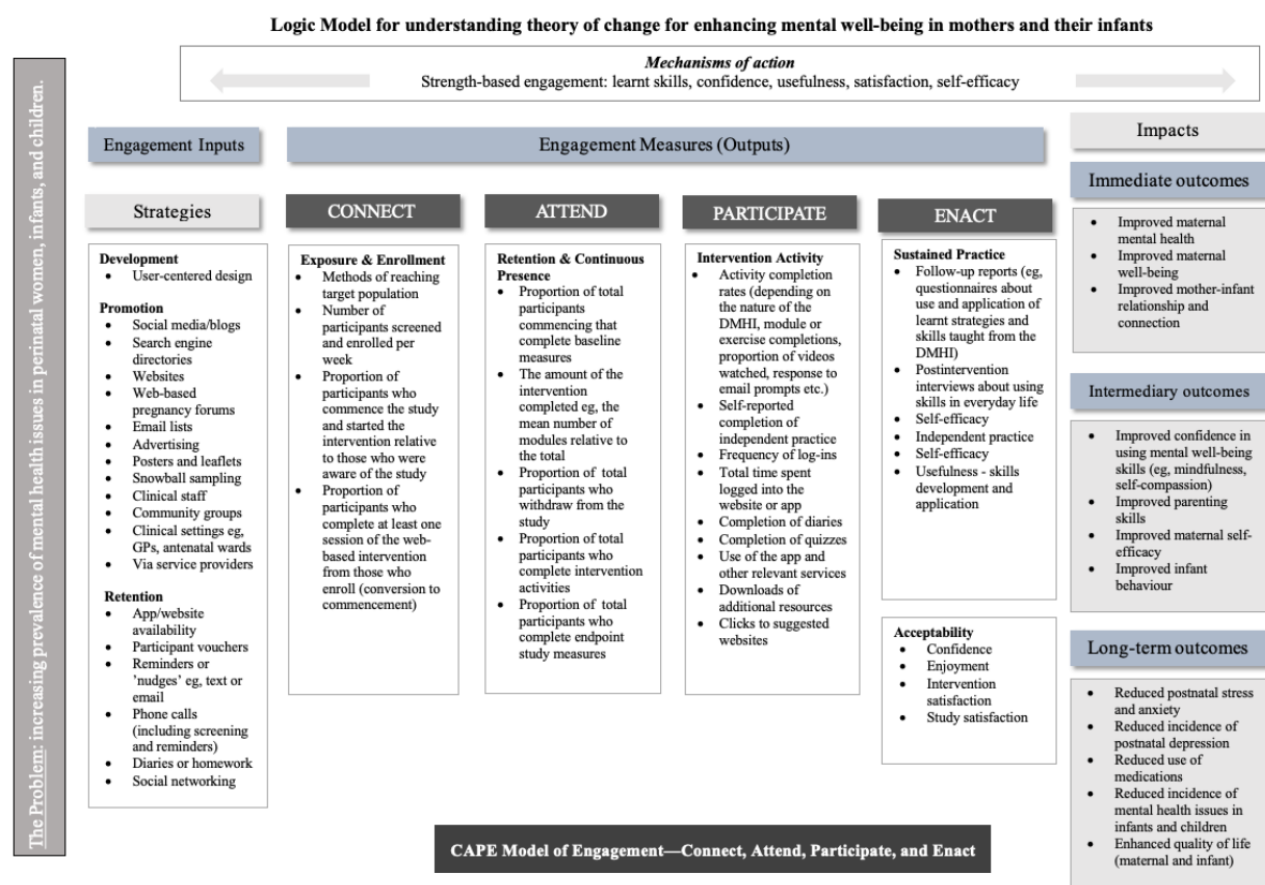 Logic Model for understanding theory of change for enhancing mental well-being in mothers and their infants
Mechanisms of action
Strength-based engagement: learnt skills, confidence, usefulness, satisfaction, self-efficacy
The Problem: increasing prevalence of mental health issues in perinatal women, infants, and children.
Engagement Inputs
Engagement Measures (Outputs)
Impacts
Strategies
Development
• User-centered design
Promotion
• Social media/blogs
• Search engine
directories
• Websites
• Web-based
pregnancy forums
• Email lists
• Advertising
• Posters and leaflets
• Snowball sampling
• Clinical staff
• Community groups
• Clinical settings eg,
GPs, antenatal wards
• Via service providers
Retention
• App/website
availability
• Participant vouchers
• Reminders or
’nudges’ eg, text or
email
• Phone calls
(including screening
and reminders)
• Diaries or homework
• Social networking
CONNECT
Exposure & Enrollment
• Methods of reaching
target population
• Number of
participants screened
and enrolled per
week
• Proportion of
participants who
commence the study
and started the
intervention relative
to those who were
aware of the study
• Proportion of
participants who
complete at least one
session of the web-
based intervention
from those who
enroll (conversion to
commencement)
ATTEND
Retention & Continuous
Presence
• Proportion of total
participants
commencing that
complete baseline
measures
• The amount of the
intervention
completed eg, the
mean number of
modules relative to
the total
• Proportion of total
participants who
withdraw from the
study
• Proportion of total
participants who
complete intervention
activities
• Proportion of total
participants who
complete endpoint
study measures
PARTICIPATE
Intervention Activity
• Activity completion
rates (depending on
the nature of the
DMHI, module or
exercise completions,
proportion of videos
watched, response to
email prompts etc.)
• Self-reported
completion of
independent practice
• Frequency of log-ins
• Total time spent
logged into the
website or app
• Completion of diaries
• Completion of quizzes
• Use of the app and
other relevant services
• Downloads of
additional resources
• Clicks to suggested
websites
ENACT
Sustained Practice
• Follow-up reports (eg,
questionnaires about
use and application of
learnt strategies and
skills taught from the
DMHI)
• Postintervention
interviews about using
skills in everyday life
• Self-efficacy
• Independent practice
• Self-efficacy
• Usefulness - skills
development and
application
Acceptability
• Confidence
• Enjoyment
• Intervention
satisfaction
• Study satisfaction
Immediate outcomes
• Improved maternal
mental health
• Improved maternal
well-being
• Improved mother-infant
relationship and
connection
Intermediary outcomes
• Improved confidence in
using mental well-being
skills (eg, mindfulness,
self-compassion)
• Improved parenting
skills
• Improved maternal self-
efficacy
• Improved infant
behaviour
Long-term outcomes
• Reduced postnatal stress
and anxiety
• Reduced incidence of
postnatal depression
• Reduced use of
medications
• Reduced incidence of
mental health issues in
infants and children
• Enhanced quality of life
(maternal and infant)
CAPE Model of Engagement—Connect, Attend, Participate, and Enact